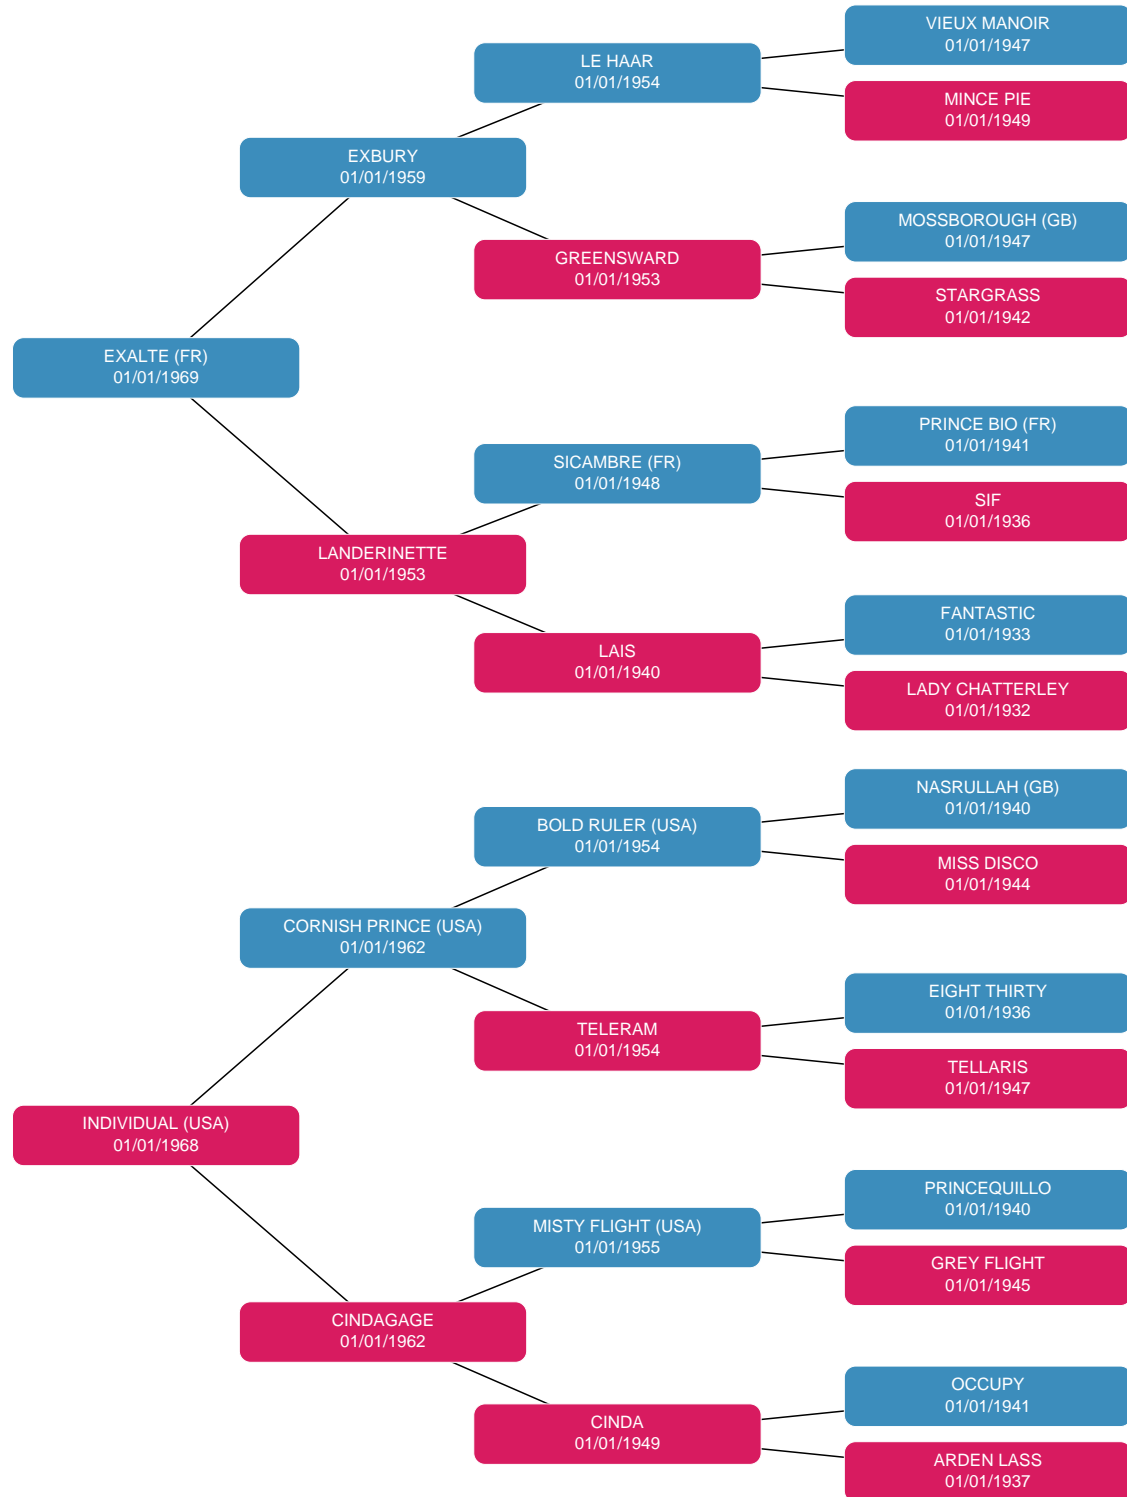 VIEUX MANOIR
01/01/1947
LE HAAR
01/01/1954
MINCE PIE
01/01/1949
EXBURY
01/01/1959
MOSSBOROUGH (GB)
01/01/1947
GREENSWARD
01/01/1953
STARGRASS
01/01/1942
EXALTE (FR)
01/01/1969
PRINCE BIO (FR)
01/01/1941
SICAMBRE (FR)
01/01/1948
SIF
01/01/1936
LANDERINETTE
01/01/1953
FANTASTIC
01/01/1933
LAIS
01/01/1940
LADY CHATTERLEY
01/01/1932
NASRULLAH (GB)
01/01/1940
BOLD RULER (USA)
01/01/1954
MISS DISCO
01/01/1944
CORNISH PRINCE (USA)
01/01/1962
EIGHT THIRTY
01/01/1936
TELERAM
01/01/1954
TELLARIS
01/01/1947
INDIVIDUAL (USA)
01/01/1968
PRINCEQUILLO
01/01/1940
MISTY FLIGHT (USA)
01/01/1955
GREY FLIGHT
01/01/1945
CINDAGAGE
01/01/1962
OCCUPY
01/01/1941
CINDA
01/01/1949
ARDEN LASS
01/01/1937